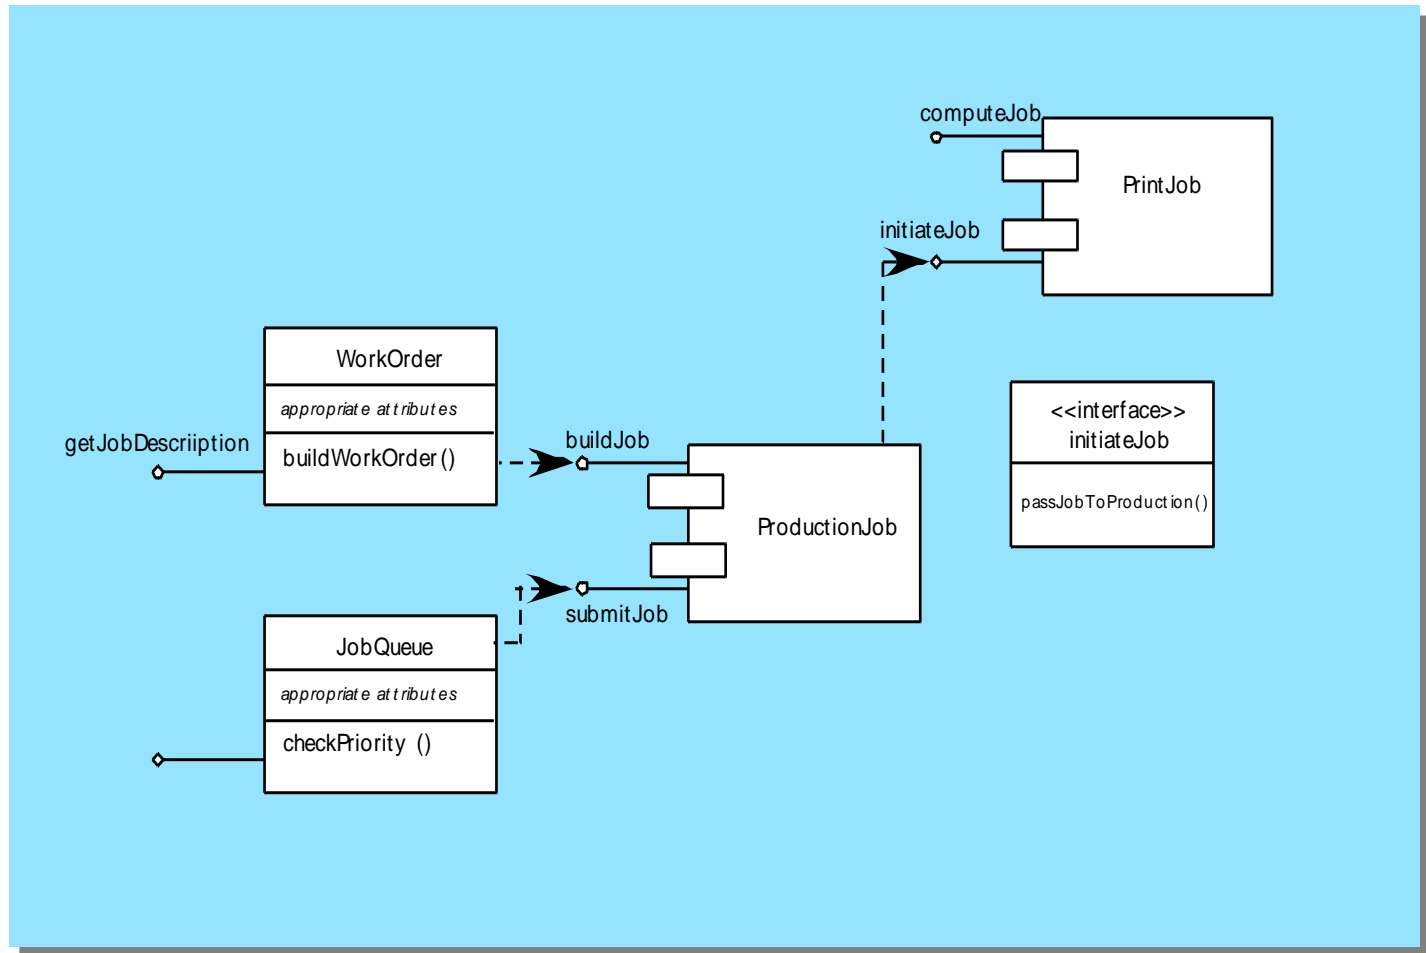 computeJob
PrintJob
initiateJob
WorkOrder
appropriate attributes
getJobDescriiption
buildWorkOrder()
buildJob
<<interface>>
initiateJob
passJobToProduction()
ProductionJob
submitJob
JobQueue
appropriate attributes
checkPriority ()